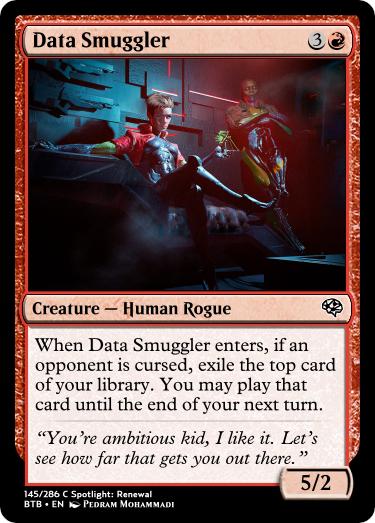 Data Smuggler 3
Creature — Human Rogue
When Data Smuggler enters, if an
opponent is cursed, exile the top card
of your library. You may play that
card until the end of your next turn.
“You’re ambitious kid, I like it. Let’s
see how far that gets you out there.”
5/2
145/286 C Spotlight: Renewal
BTB • EN Pedram Mohammadi